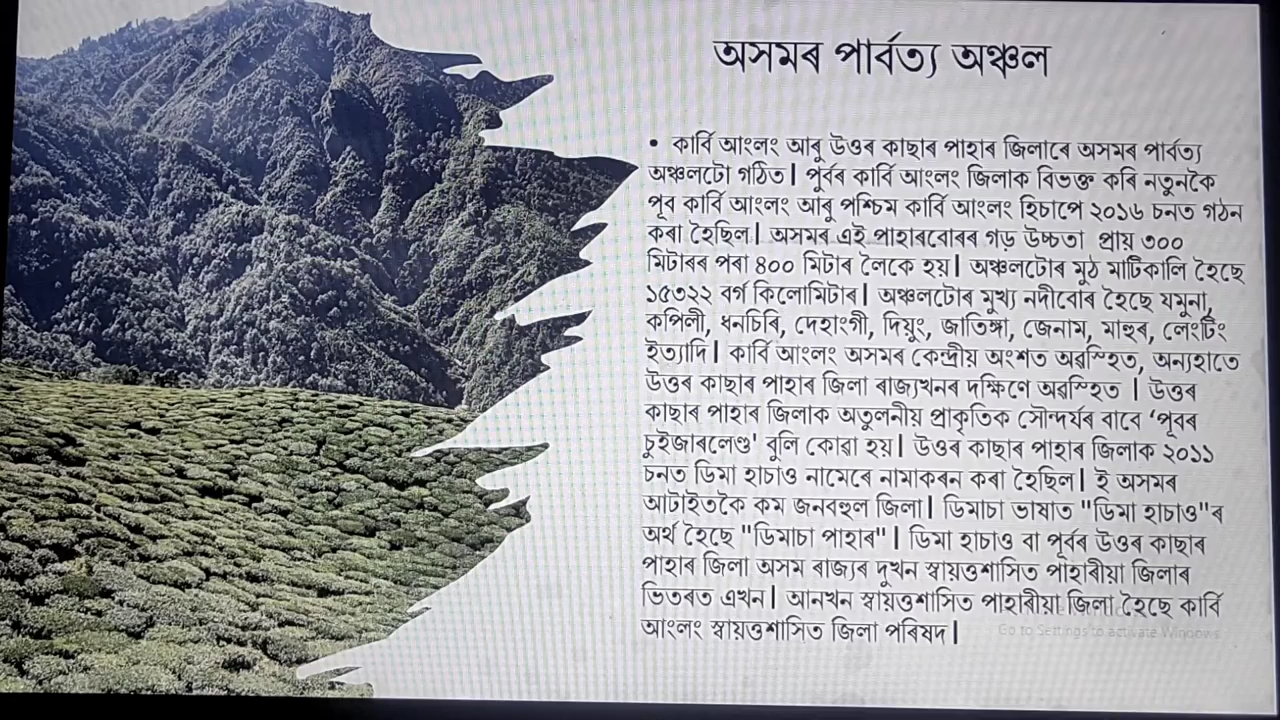 অসমৰ পাৰ্বত্য অঞ্চল
• কাৰ্বি আংলং আৰু উত্তৰ কাছাৰ পাহাৰ জিলাৰে অসমৰ পাৰ্বত্য
অঞ্চলটো গঠিত। পূৰ্বৰ কাৰ্বি আংলং জিলাক বিভক্ত কৰি নতুনকৈ
পূব কাৰ্বি আংলং আৰু পশ্চিম কাৰ্বি আংলং হিচাপে ২০১৬ চনত গঠন
কৰা হৈছিল। অসমৰ এই পাহাৰবোৰৰ গড় উচ্চতা প্ৰায় ৩০০
মিটাৰৰ পৰা ৪০০ মিটাৰ লৈকে হয়। অঞ্চলটোৰ মুঠ মাটিকালি হৈছে
১৫৩২২ বৰ্গ কিলোমিটাৰ। অঞ্চলটোৰ মুখ্য নদীবোৰ হৈছে যমুনা,
কপিলী, ধনচিৰি, দেহাংগী, দিয়ুং, জাতিঙ্গা, জেনাম, মাহুৰ, লেংটিং
ইত্যাদি। কাৰ্বি আংলং অসমৰ কেন্দ্ৰীয় অংশত অৱস্হিত, অন্যহাতে
উত্তৰ কাছাৰ পাহাৰ জিলা ৰাজ্যখনৰ দক্ষিণে অৱস্হিত । উত্তৰ
কাছাৰ পাহাৰ জিলাক অতুলনীয় প্ৰাকৃতিক সৌন্দৰ্যৰ বাবে ‘পূবৰ
চুইজাৰলেণ্ড' বুলি কোৱা হয়। উত্তৰ কাছাৰ পাহাৰ জিলাক ২০১১
চনত ডিমা হাচাও নামেৰে নামাকৰন কৰা হৈছিল। ই অসমৰ
আটাইতকৈ কম জনবহুল জিলা। ডিমাচা ভাষাত "ডিমা হাচাও"ৰ
অৰ্থ হৈছে "ডিমাচা পাহাৰ"। ডিমা হাচাও বা পূৰ্বৰ উত্তৰ কাছাৰ
পাহাৰ জিলা অসম ৰাজ্যৰ দুখন স্বায়ত্তশাসিত পাহাৰীয়া জিলাৰ
ভিতৰত এখন। আনখন স্বায়ত্তশাসিত পাহাৰীয়া জিলা হৈছে কাৰ্বি
আংলং স্বায়ত্তশাসিত জিলা পৰিষদ।
Go to Settings to activate Windows.